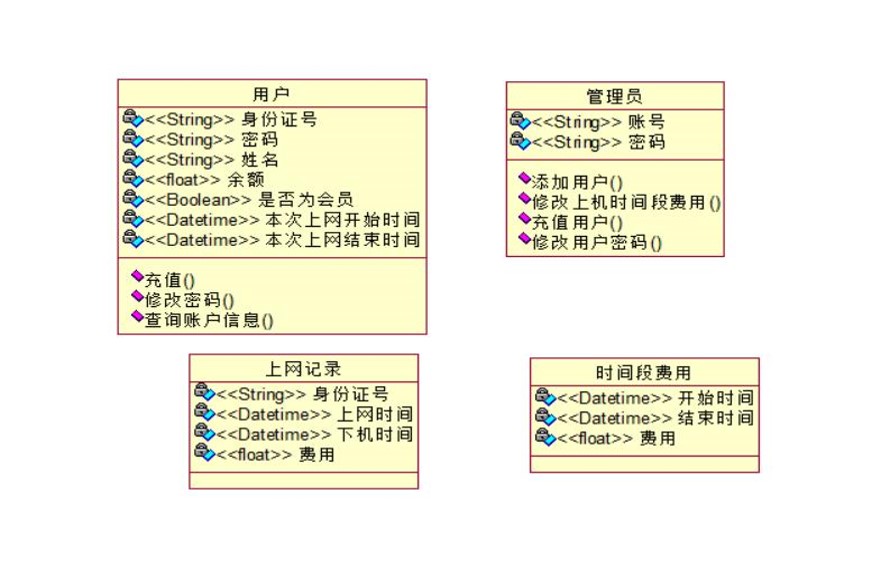 用户
<<String>> 身份证号
<<String>> 密码
<<String>> 姓名
<<float>> 余额
<<Boolean>> 是否为会员
<<Datetime>> 本次上网开始时间
<<Datetime>> 本次上网结束时间
充值()
修改密码()
查询账户信息()
管理员
<<String>> 账号
<<String>> 密码
添加用户()
修改上机时间段费用()
充值用户()
修改用户密码()
上网记录
<<String>> 身份证号
<<Datetime>> 上网时间
<<Datetime>> 下机时间
<<float>> 费用
时间段费用
<<Datetime>> 开始时间
<<Datetime>> 结束时间
<<float>> 费用